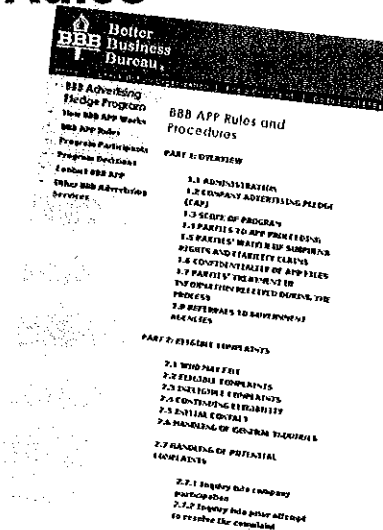 BBB
Better
Business
Bureau
BBB Advertising
Pledge Program
How BBB APP Works
BBB APP Rules
Program Participants
Program Decisions
Contact BBB APP
Other BBB Advertising
Services
BBB APP Rules and
Procedures
PART 1: OVERVIEW
1.1 ADMINISTRATION
1.2 COMPANY ADVERTISING PLEDGE
(CAP)
1.3 SCOPE OF PROGRAM
1.4 PARTIES TO APP PROCEEDING
1.5 PARTIES' WAIVER OF SUBPOENA
RIGHTS AND LIABILITY CLAIMS
1.6 CONFIDENTIALITY OF APP FILES
1.7 PARTIES' TREATMENT OF
INFORMATION RECEIVED DURING THE
PROCESS
REFERRALS TO GOVERNMENT
AGENCIES
PART 2: ELIGIBLE COMPLAINTS
2.1 WHO MAY FILE
2.2 ELIGIBLE COMPLAINTS
2.3 INELIGIBLE COMPLAINTS
2.4 CONTINUING ELIGIBILITY
2.5 INITIAL CONTACT
2.6 HANDLING OF GENERAL INQUIRIES
2.7 HANDLING OF POTENTIAL
COMPLAINTS
2.7.1 Inquiry into company
participation
2.7.2 Inquiry into prior attempt
to resolve the complaint